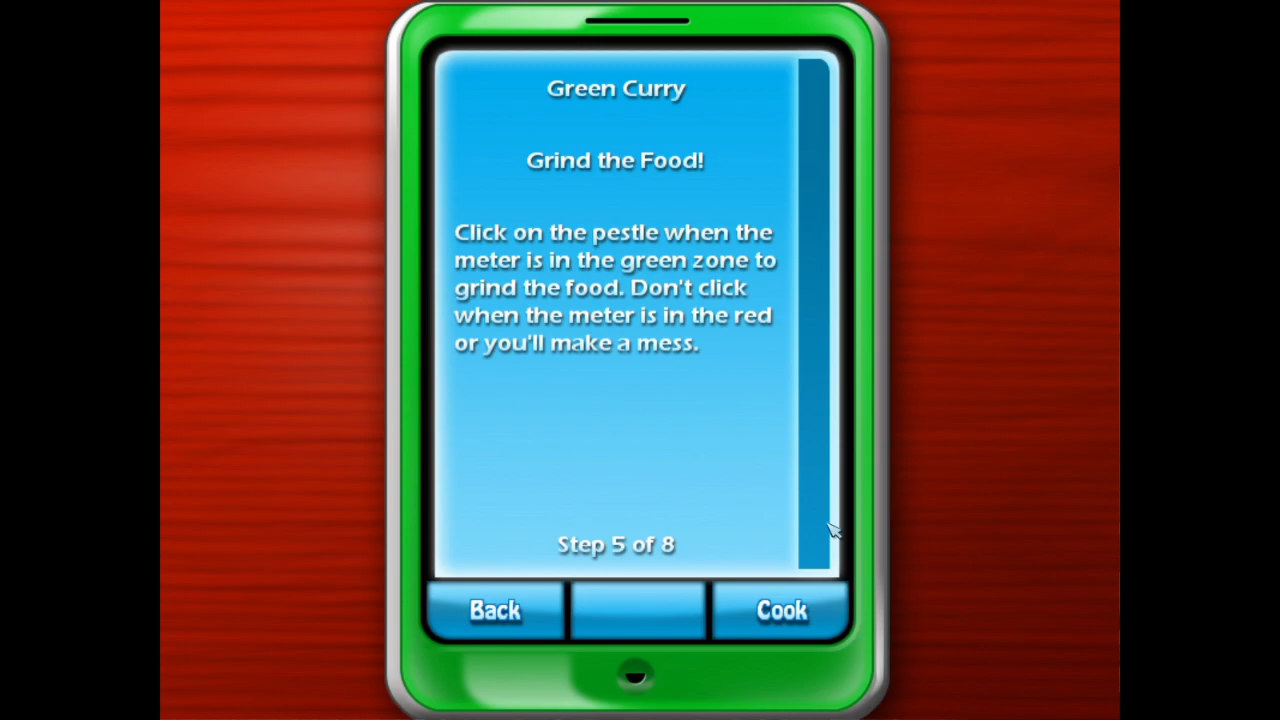 Green Curry
Grind the Food!
Click on the pestle when the
meter is in the green zone to
grind the food. Don't click
when the meter is in the red
or you'll make a mess.
Step 5 of 8
Back
Cook